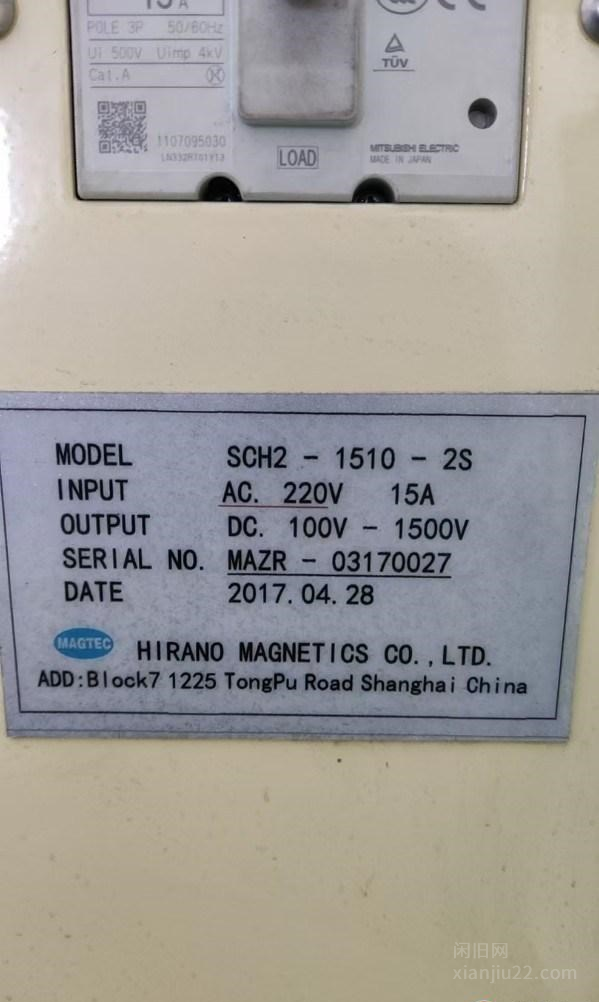 15 A
POLE 3P 50/60Hz
Ui 500V Uimp 4kV
Cat.A
TÜV
1107095030
LN332R701Y13
LOAD
MITSUBISHI ELECTRIC
MADE IN JAPAN
MODEL SCH2 - 1510 - 2S
INPUT AC. 220V 15A
OUTPUT DC. 100V - 1500V
SERIAL NO. MAZR - 03170027
DATE 2017.04.28
MAGTEC HIRANO MAGNETICS CO.,LTD.
ADD:Block7 1225 TongPu Road Shanghai China
闲旧网
xianjiu22.com